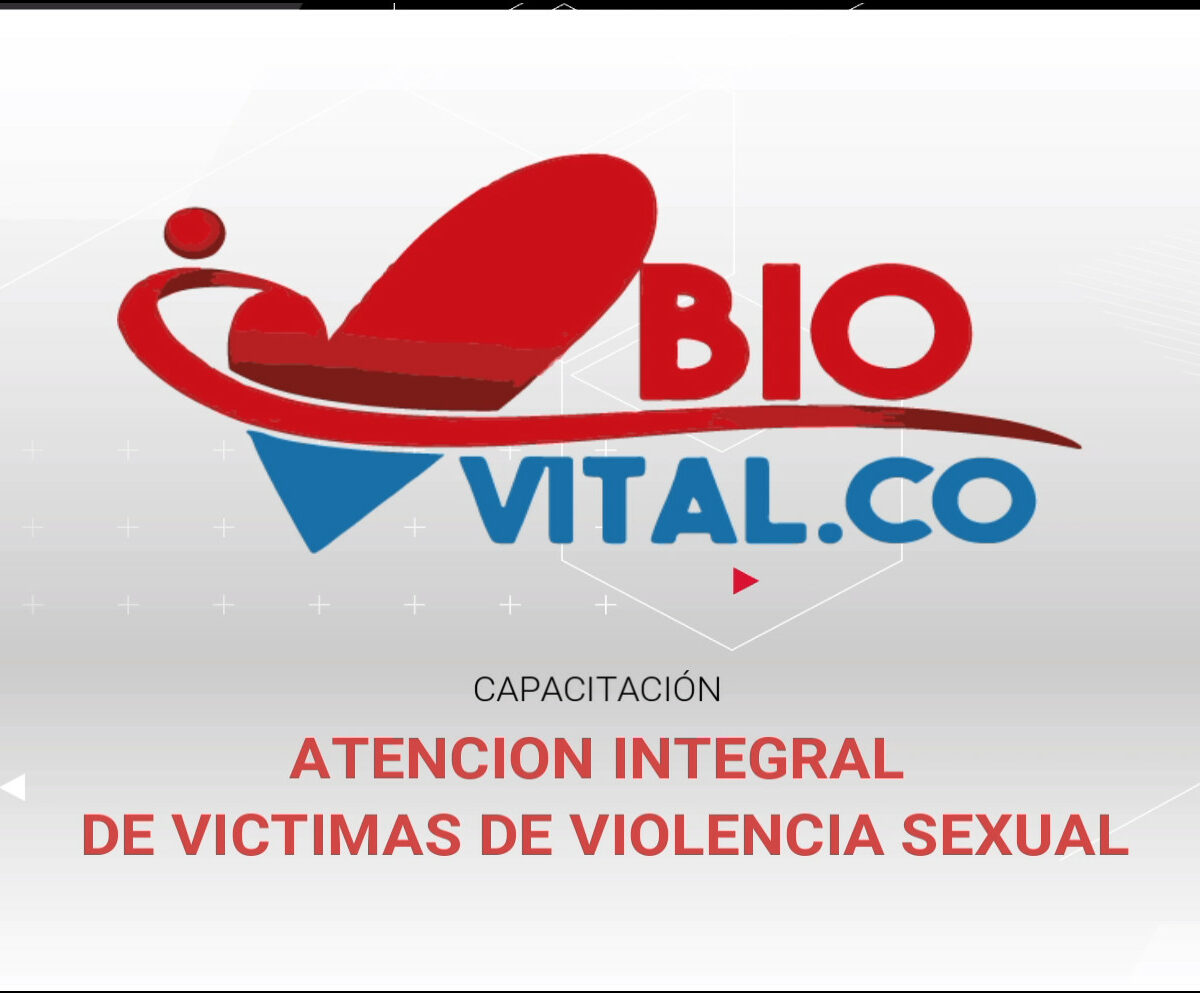 BIO
VITAL.CO
CAPACITACIÓN
ATENCION INTEGRAL
DE VICTIMAS DE VIOLENCIA SEXUAL